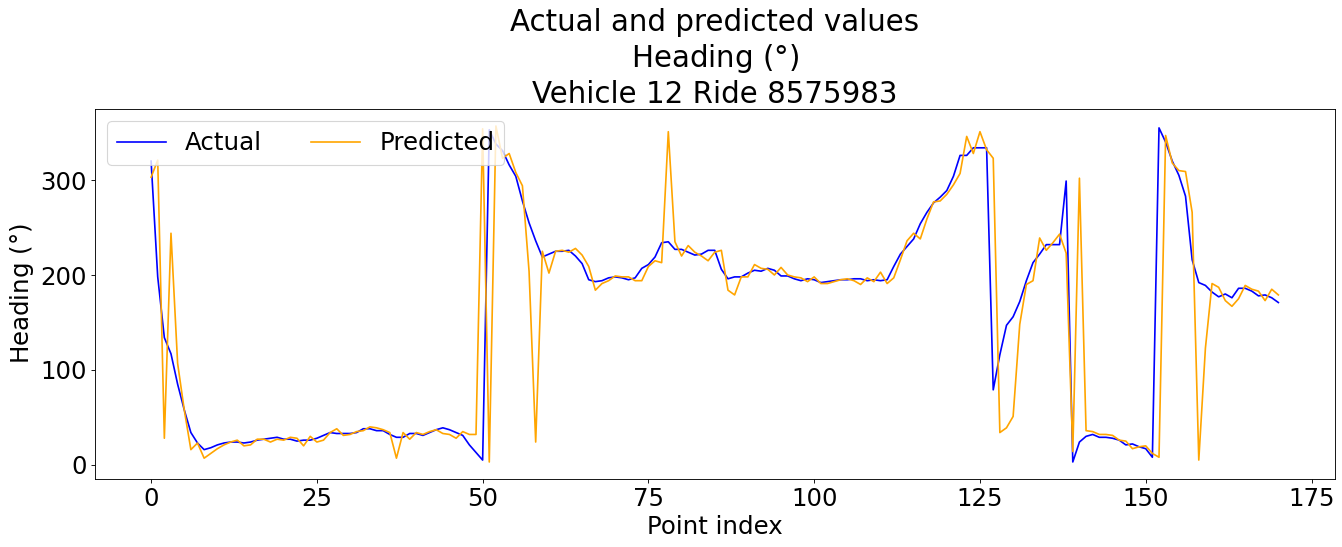 Actual and predicted values
Heading (°)
Vehicle 12 Ride 8575983
Actual
Predicted
Heading (°)
300
200
100
0
0
25
50
75
100
125
150
175
Point index